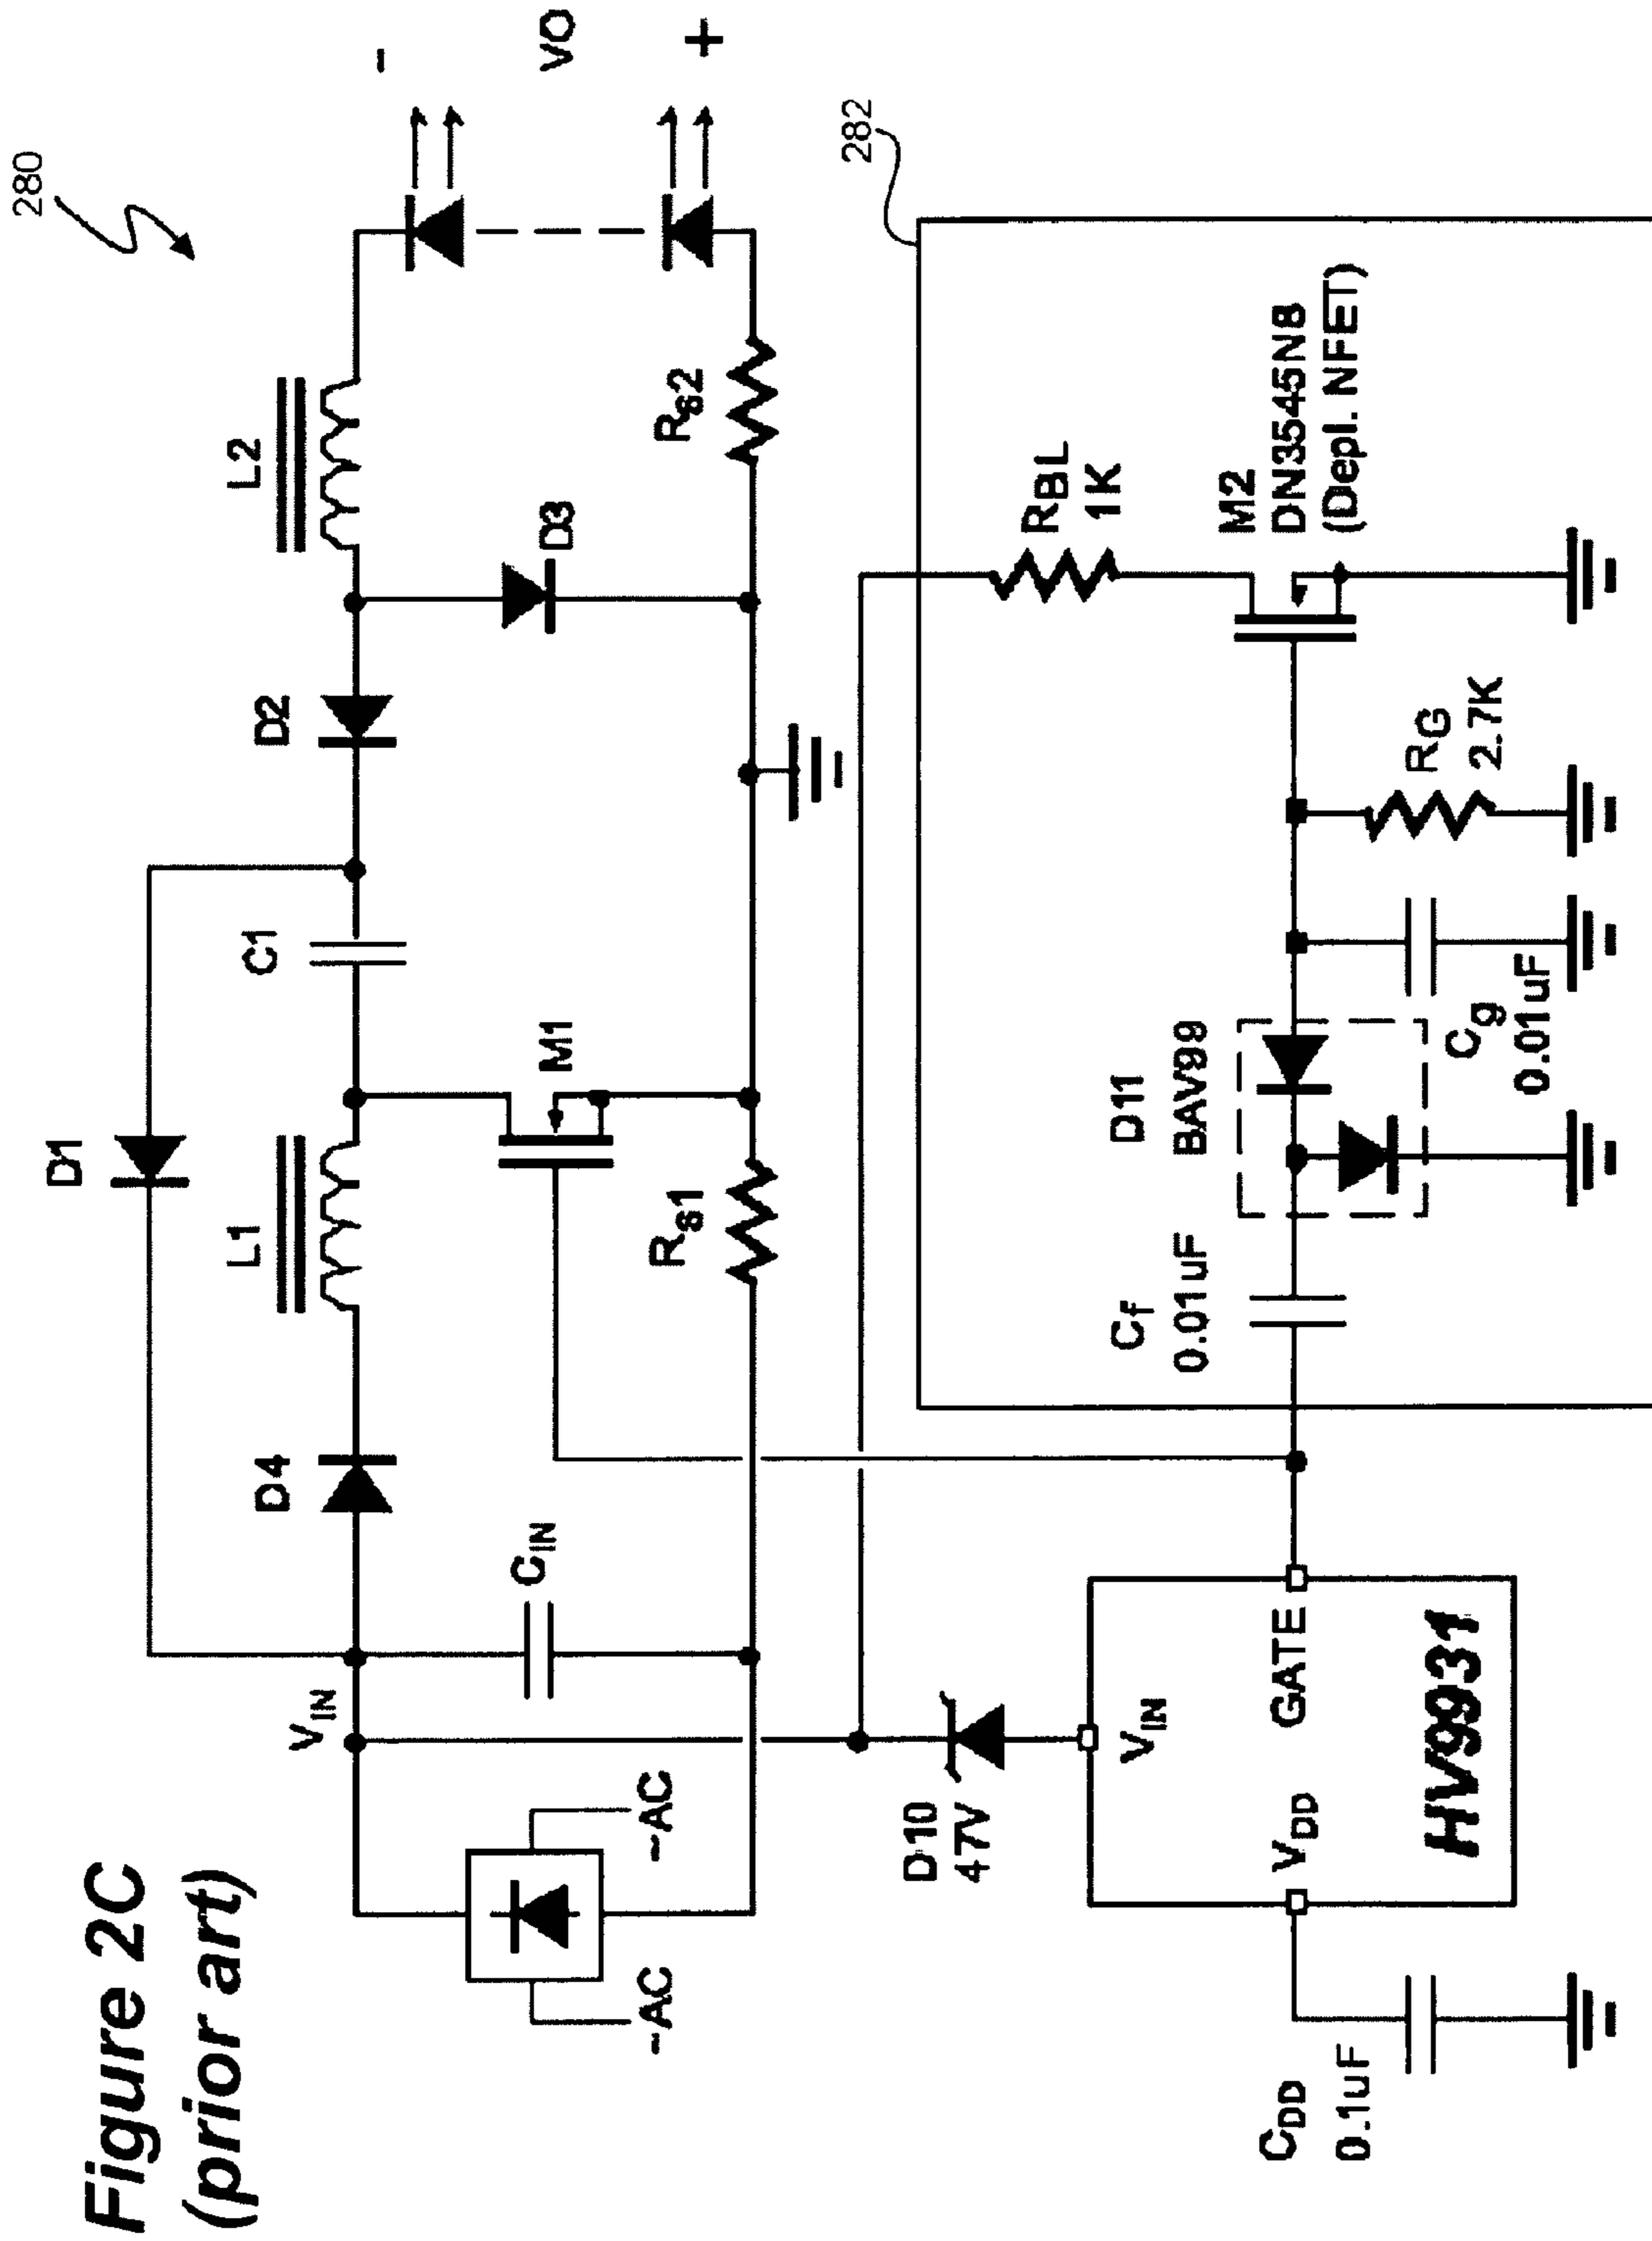 Figure 2C
(prior art)
280
D1
L1
L2
D4
C1
D2
VIN
CIN
M1
D3
-
VO
+
~AC
~AC
Rs1
Rs2
282
D10
47V
VIN
VDD
GATE
HV9931
CDD
0.1uF
Cf
0.01uF
D11
BAV99
Cg
0.01uF
RG
2.7K
RBL
1K
M2
DN3545N8
(Depl. NFET)